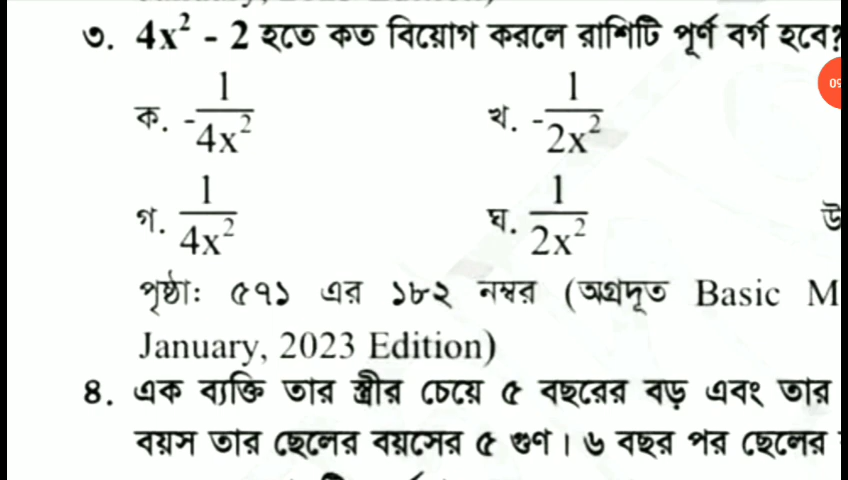 ৩. 4x² - 2 হতে কত বিয়োগ করলে রাশিটি পূর্ণ বর্গ হবে?
ক. -1/4x² খ. -1/2x²
গ. 1/4x² ঘ. 1/2x²
পৃষ্ঠা: ৫৭১ এর ১৮২ নম্বর (অগ্রদূত Basic M
January, 2023 Edition)
৪. এক ব্যক্তি তার স্ত্রীর চেয়ে ৫ বছরের বড় এবং তার
বয়স তার ছেলের বয়সের ৫ গুণ। ৬ বছর পর ছেলের